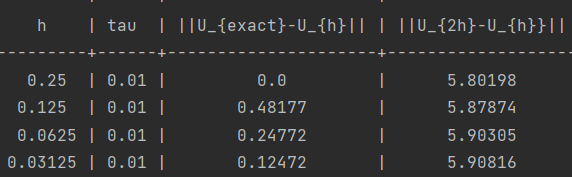 h | tau | ||U_{exact}-U_{h}|| | ||U_{2h}-U_{h}}||
---------+------+---------------------+------------------
0.25 | 0.01 | 0.0 | 5.80198
0.125 | 0.01 | 0.48177 | 5.87874
0.0625 | 0.01 | 0.24772 | 5.90305
0.03125 | 0.01 | 0.12472 | 5.90816